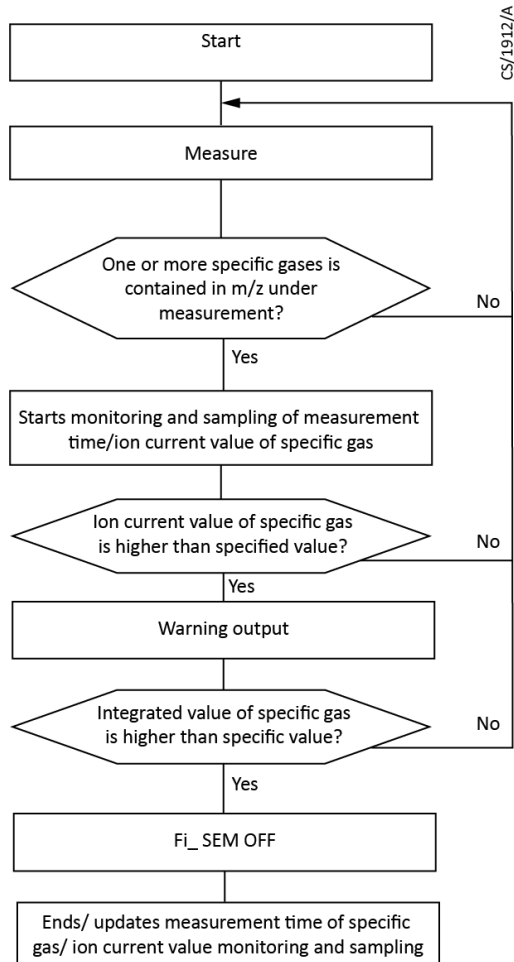 CS/1912/A
Start
Measure
One or more specific gases is
contained in m/z under
measurement?
No
Yes
Starts monitoring and sampling of measurement
time/ion current value of specific gas
Ion current value of specific gas
is higher than specified value?
No
Yes
Warning output
Integrated value of specific gas
is higher than specific value?
No
Yes
Fi_ SEM OFF
Ends/ updates measurement time of specific
gas/ ion current value monitoring and sampling